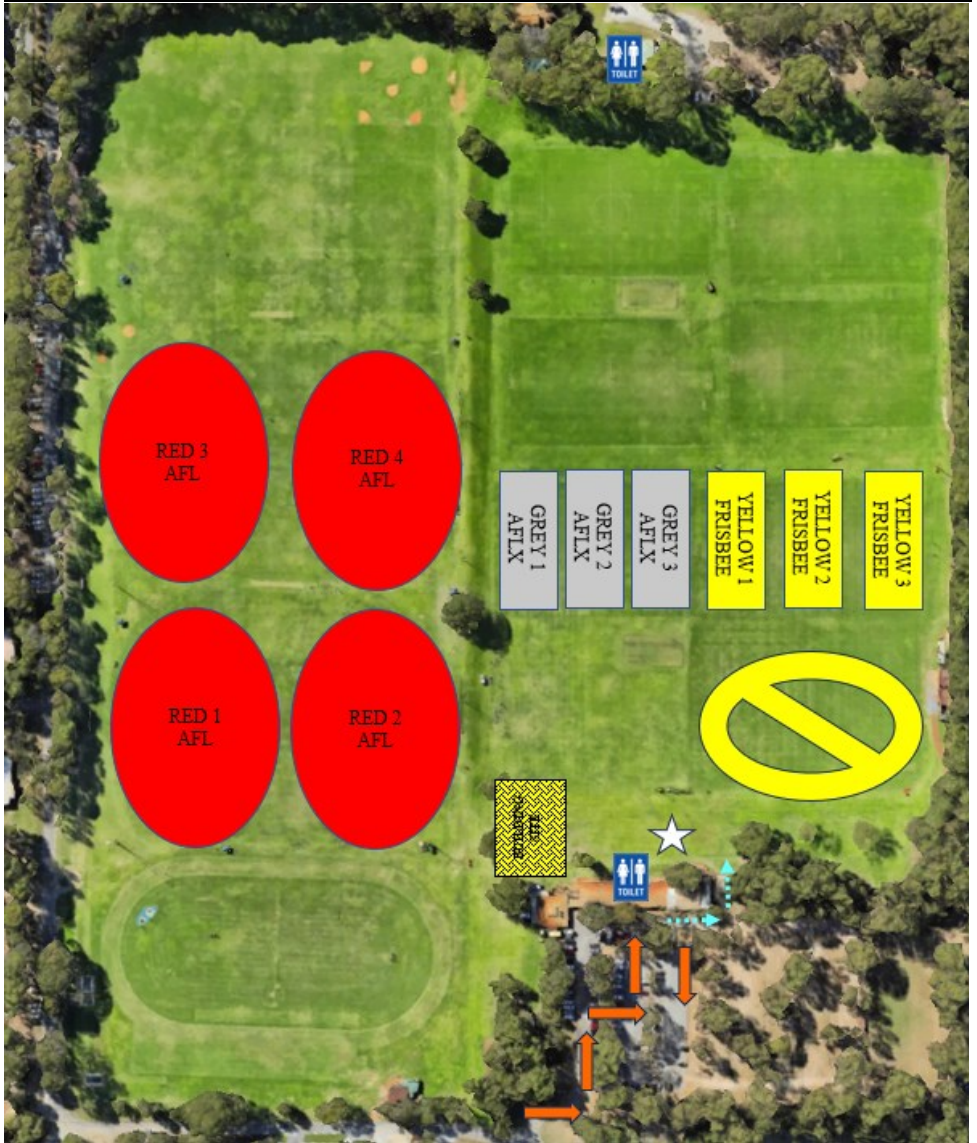 TOILET
RED 3
AFL
RED 4
AFL
GREY 1
AFLX
GREY 2
AFLX
GREY 3
AFLX
YELLOW 1
FRISBEE
YELLOW 2
FRISBEE
YELLOW 3
FRISBEE
RED 1
AFL
RED 2
AFL
TOILET